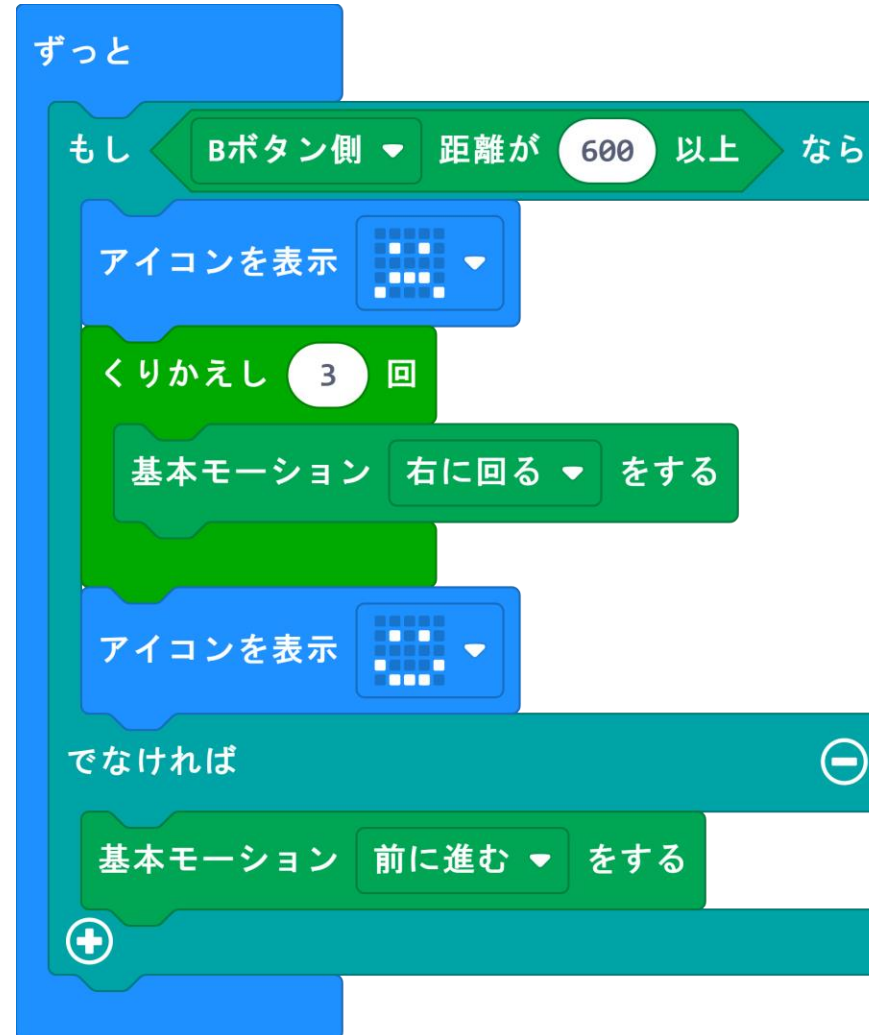 ずっと
もし Bボタン側 距離が 600 以上 なら
アイコンを表示
くりかえし 3 回
基本モーション 右に回る をする
アイコンを表示
でなければ
基本モーション 前に進む をする